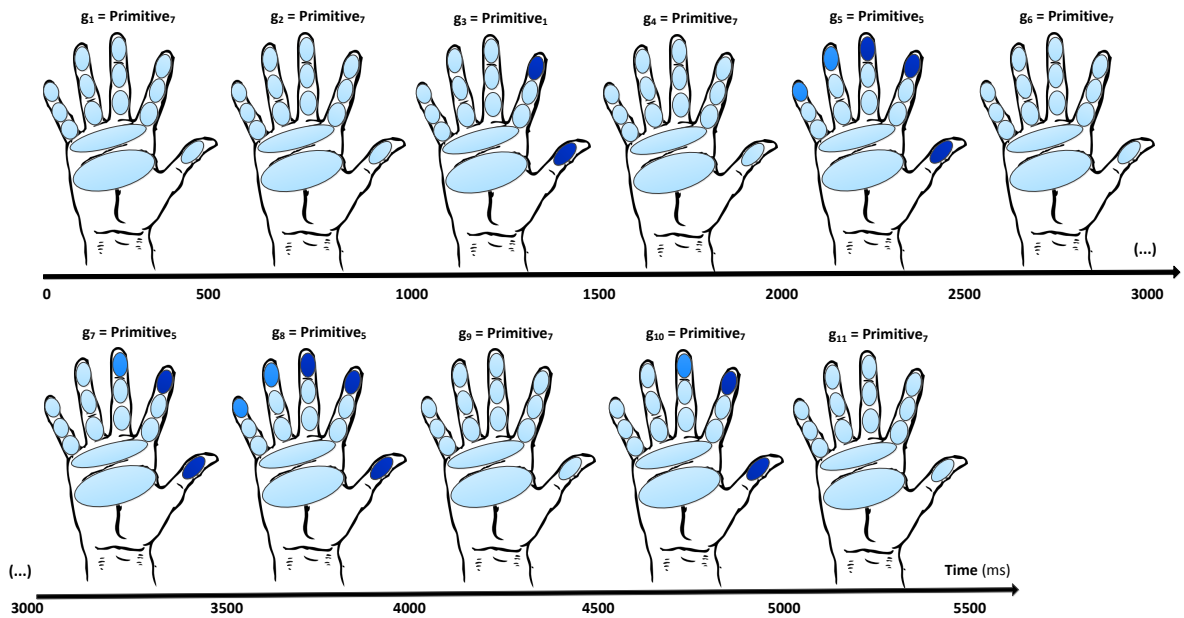 g₁ = Primitive₇ g₂ = Primitive₇ g₃ = Primitive₁ g₄ = Primitive₇ g₅ = Primitive₅ g₆ = Primitive₇
(...)
0 500 1000 1500 2000 2500 3000
g₇ = Primitive₅ g₈ = Primitive₅ g₉ = Primitive₇ g₁₀ = Primitive₇ g₁₁ = Primitive₇
(...) Time (ms)
3000 3500 4000 4500 5000 5500